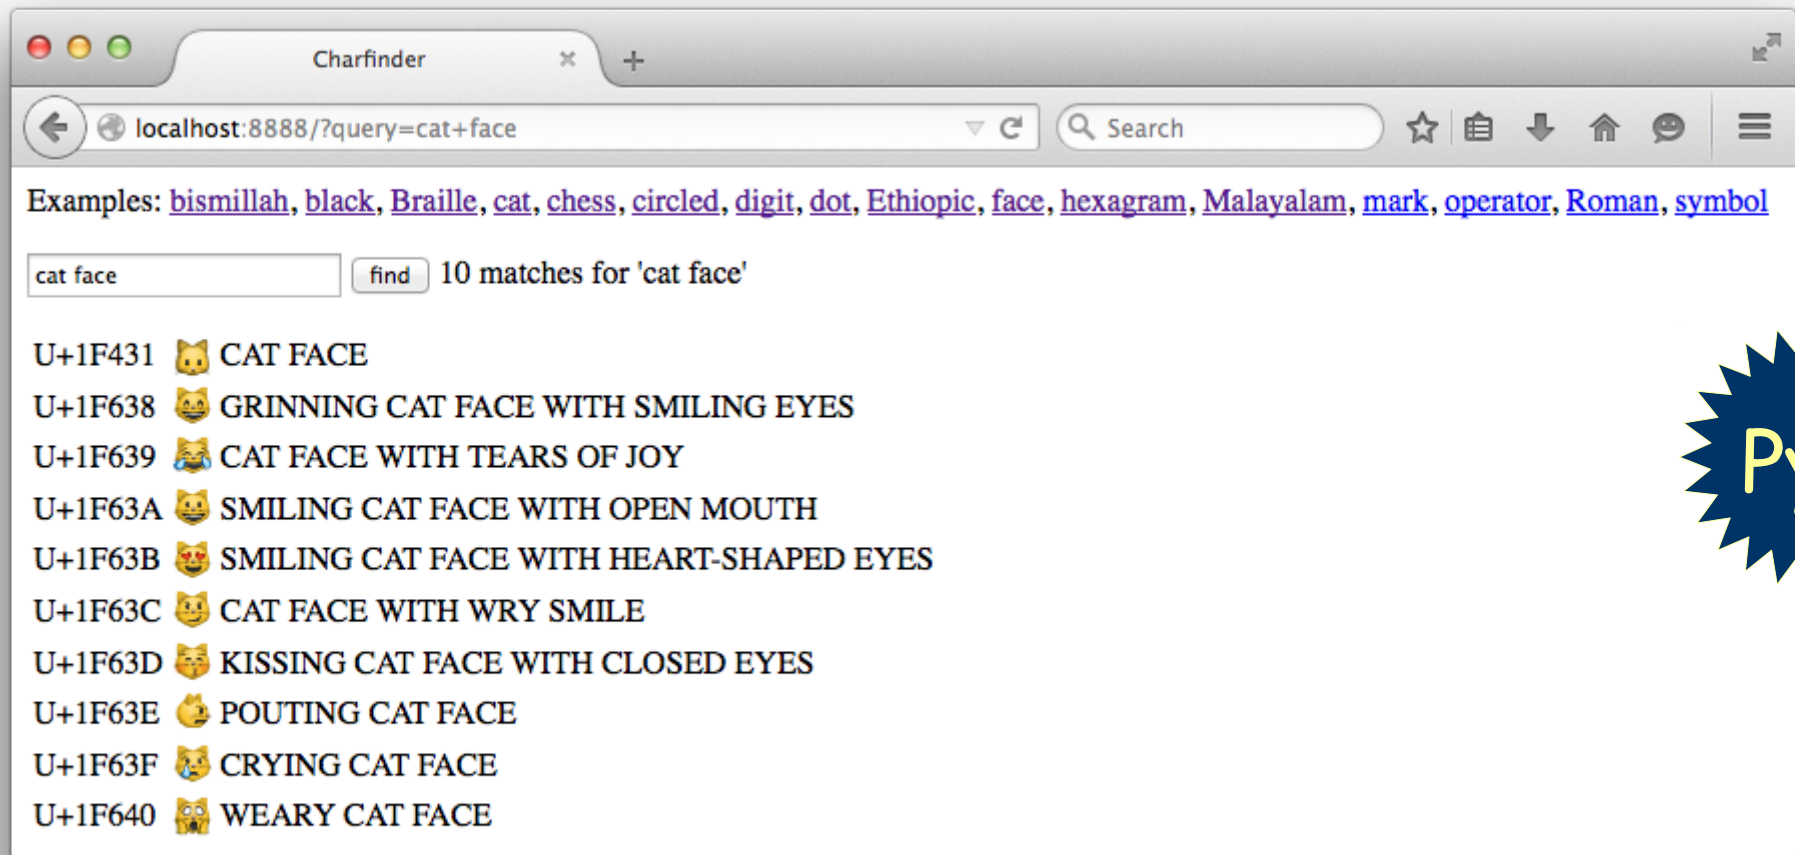 Charfinder
localhost:8888/?query=cat+face
Search
Examples: bismillah, black, Braille, cat, chess, circled, digit, dot, Ethiopic, face, hexagram, Malayalam, mark, operator, Roman, symbol
cat face find 10 matches for 'cat face'
U+1F431 🐱 CAT FACE
U+1F638 😸 GRINNING CAT FACE WITH SMILING EYES
U+1F639 😹 CAT FACE WITH TEARS OF JOY
U+1F63A 😺 SMILING CAT FACE WITH OPEN MOUTH
U+1F63B 😻 SMILING CAT FACE WITH HEART-SHAPED EYES
U+1F63C 😼 CAT FACE WITH WRY SMILE
U+1F63D 😽 KISSING CAT FACE WITH CLOSED EYES
U+1F63E 😾 POUTING CAT FACE
U+1F63F 😿 CRYING CAT FACE
U+1F640 🙀 WEARY CAT FACE